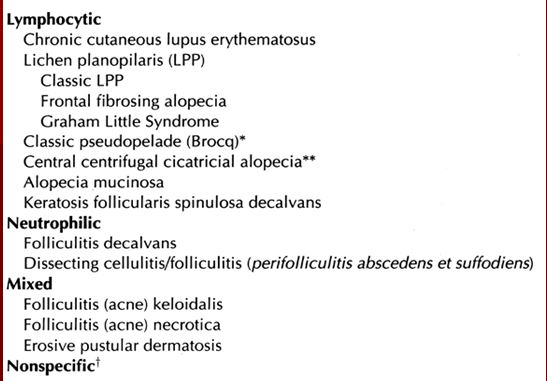 Lymphocytic
Chronic cutaneous lupus erythematosus
Lichen planopilaris (LPP)
Classic LPP
Frontal fibrosing alopecia
Graham Little Syndrome
Classic pseudopelade (Brocq)*
Central centrifugal cicatricial alopecia**
Alopecia mucinosa
Keratosis follicularis spinulosa decalvans
Neutrophilic
Folliculitis decalvans
Dissecting cellulitis/folliculitis (perifolliculitis abscedens et suffodiens)
Mixed
Folliculitis (acne) keloidalis
Folliculitis (acne) necrotica
Erosive pustular dermatosis
Nonspecific†